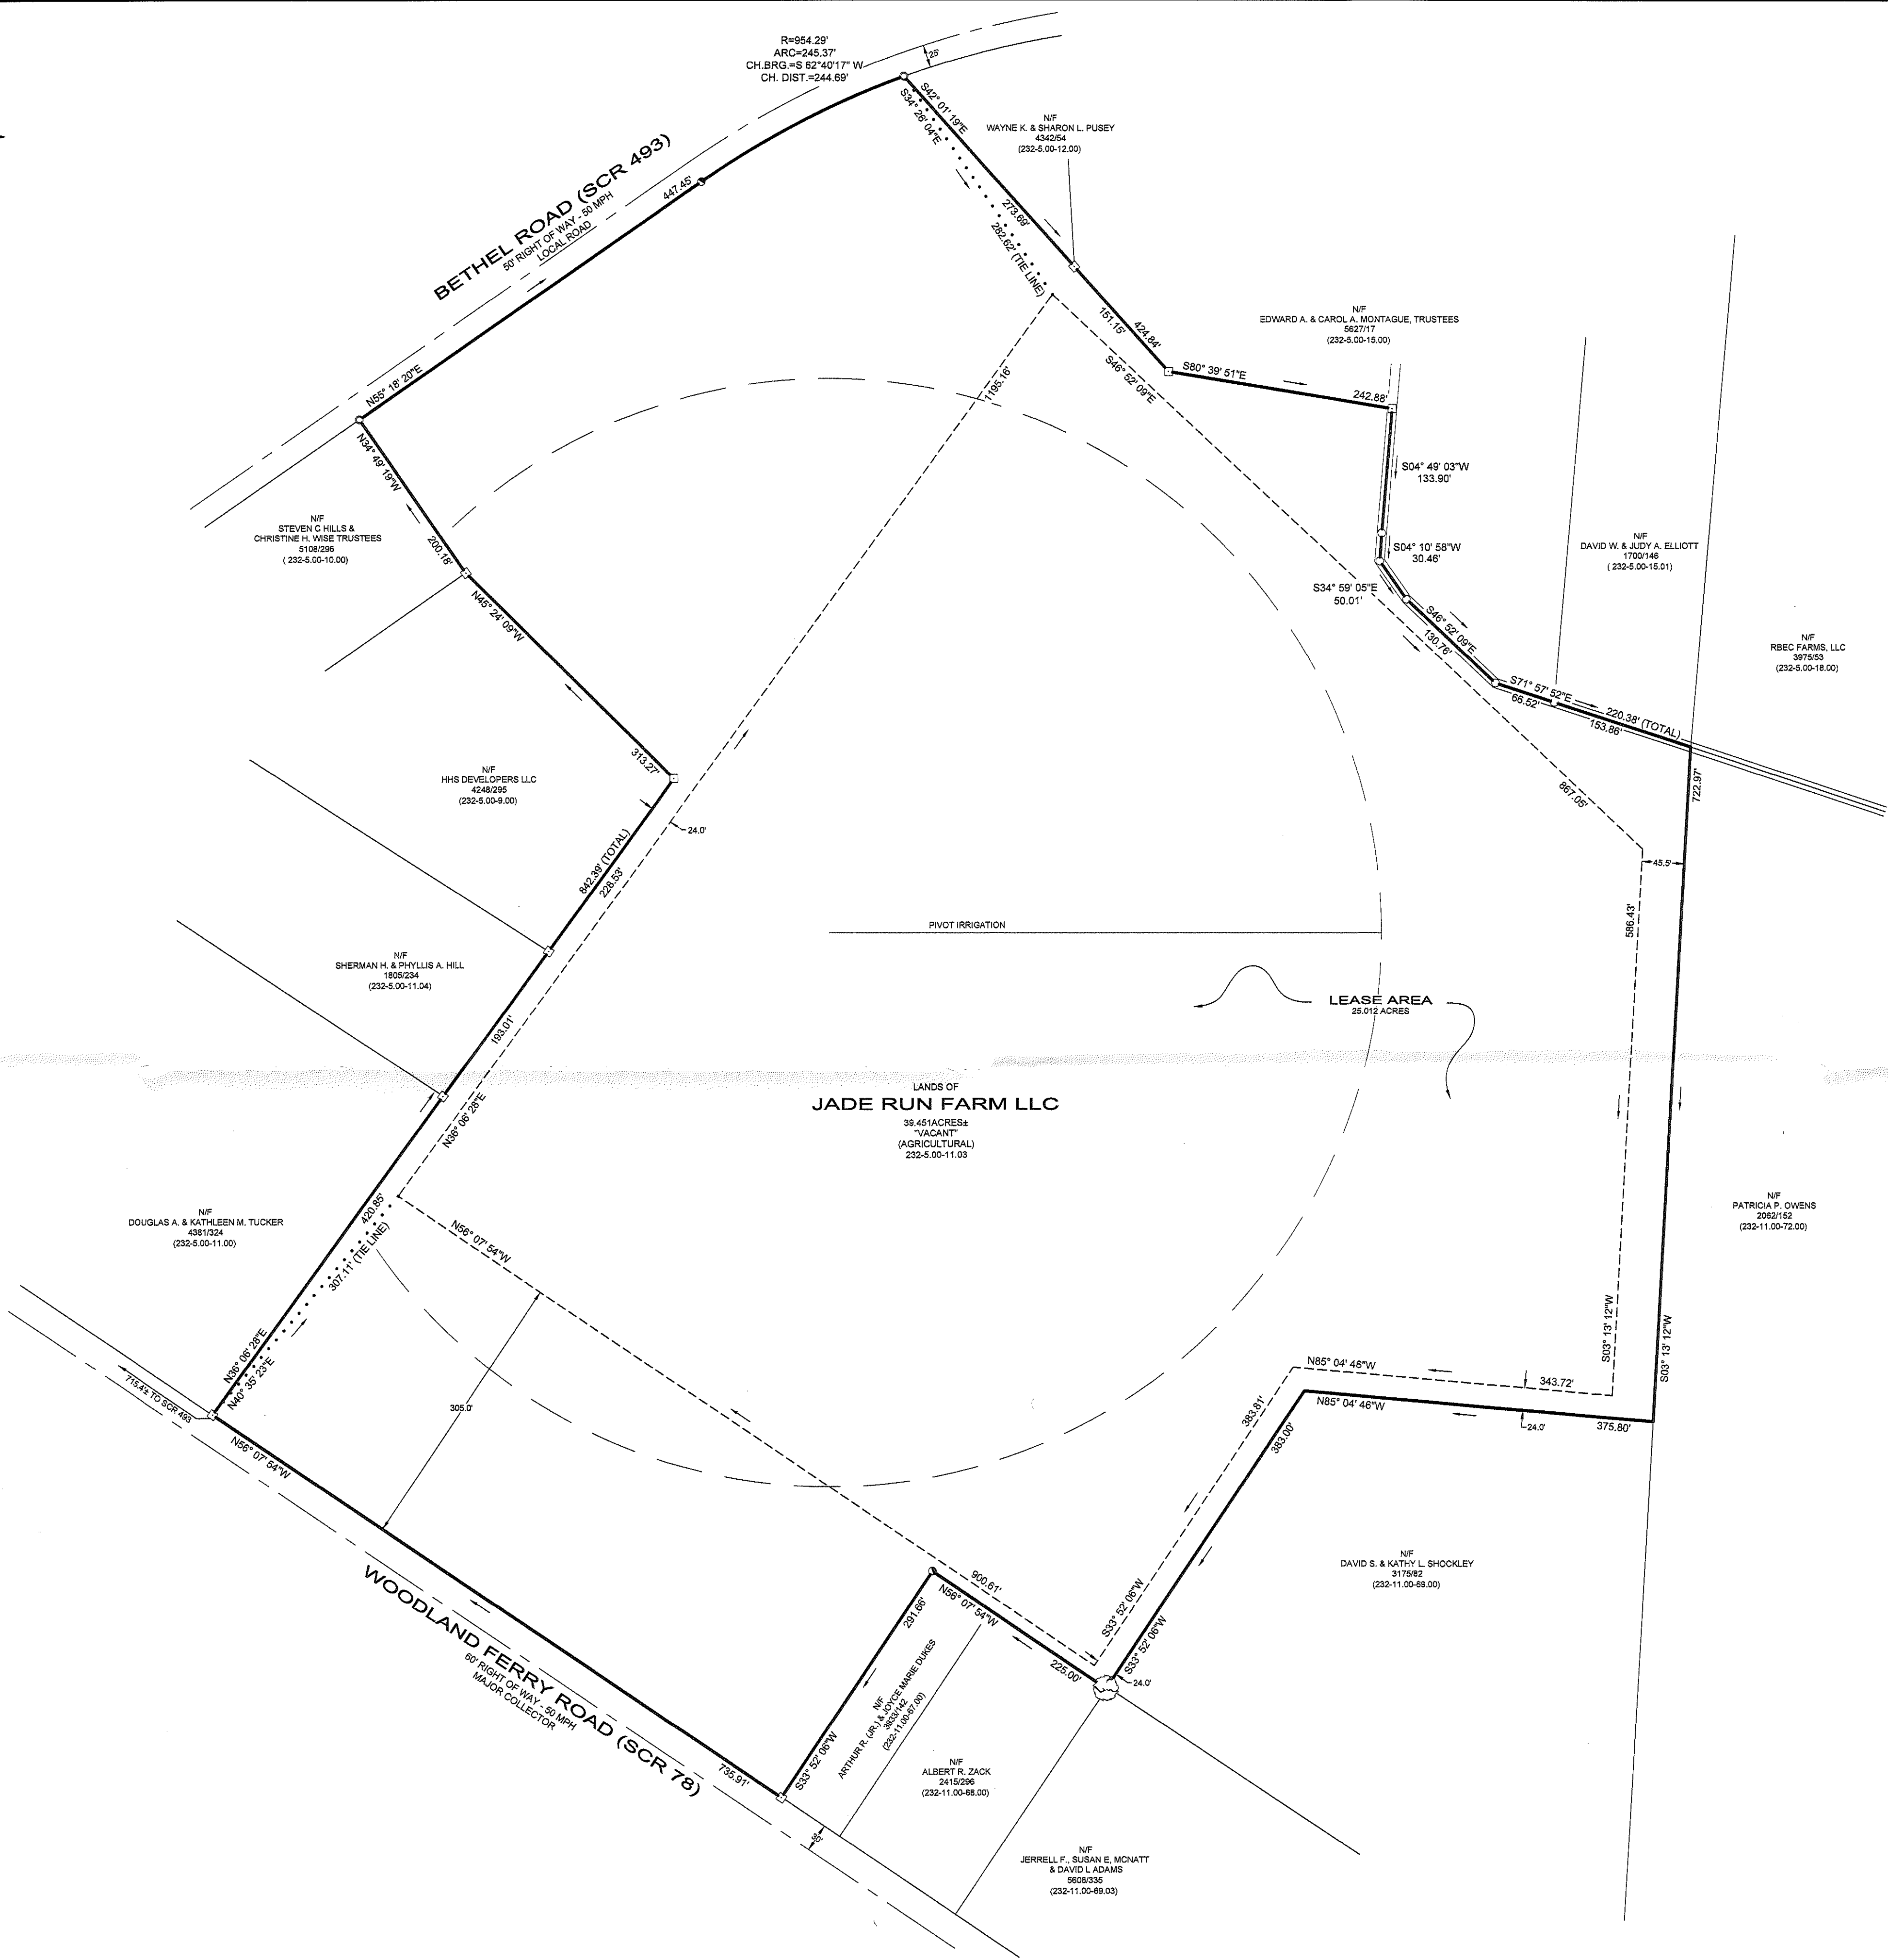 R=954.29'
ARC=245.37'
CH.BRG.=S 62°40'17" W
CH. DIST.=244.69'
25'
BETHEL ROAD (SCR 493)
50' RIGHT OF WAY - 50 MPH
LOCAL ROAD
447.45'
N55° 18' 20"E
S42° 01' 19"E
S34° 26' 04"E
273.69'
282.62' (TIE LINE)
N/F
WAYNE K. & SHARON L. PUSEY
4342/54
(232-5.00-12.00)
151.15'
424.84'
S46° 52' 09"E
1195.16'
N/F
EDWARD A. & CAROL A. MONTAGUE, TRUSTEES
5627/17
(232-5.00-15.00)
S80° 39' 51"E
242.88'
S04° 49' 03"W
133.90'
S04° 10' 58"W
30.46'
S34° 59' 05"E
50.01'
S46° 52' 09"E
130.76'
S71° 57' 52"E
66.52'
220.38' (TOTAL)
153.86'
N/F
DAVID W. & JUDY A. ELLIOTT
1700/146
( 232-5.00-15.01)
N/F
RBEC FARMS, LLC
3975/53
(232-5.00-18.00)
N34° 49' 19"W
200.18'
N/F
STEVEN C HILLS &
CHRISTINE H. WISE TRUSTEES
5108/296
( 232-5.00-10.00)
N45° 24' 09"W
313.27'
N/F
HHS DEVELOPERS LLC
4248/295
(232-5.00-9.00)
24.0'
842.39' (TOTAL)
228.53'
867.05'
722.97'
45.5'
586.43'
PIVOT IRRIGATION
N/F
SHERMAN H. & PHYLLIS A. HILL
1805/234
(232-5.00-11.04)
193.01'
N36° 06' 28"E
LEASE AREA
25.012 ACRES
LANDS OF
JADE RUN FARM LLC
39.451ACRES±
"VACANT"
(AGRICULTURAL)
232-5.00-11.03
N/F
DOUGLAS A. & KATHLEEN M. TUCKER
4381/324
(232-5.00-11.00)
420.85'
307.11' (TIE LINE)
N36° 06' 28"E
N40° 35' 23"E
N56° 07' 54"W
N/F
PATRICIA P. OWENS
2062/152
(232-11.00-72.00)
S03° 13' 12"W
S03° 13' 12"W
N85° 04' 46"W
343.72'
N85° 04' 46"W
24.0'
375.80'
715.4'± TO SCR 493
N56° 07' 54"W
305.0'
383.81'
383.00'
S33° 52' 06"W
S33° 52' 06"W
24.0'
N/F
DAVID S. & KATHY L. SHOCKLEY
3175/82
(232-11.00-69.00)
900.61'
N56° 07' 54"W
225.00'
291.66'
S33° 52' 06"W
N/F
ARTHUR R. (JR.) & JOYCE MARIE DUKES
3833/142
(232-11.00-67.00)
WOODLAND FERRY ROAD (SCR 78)
60' RIGHT OF WAY - 50 MPH
MAJOR COLLECTOR
735.91'
30'
N/F
ALBERT R. ZACK
2415/296
(232-11.00-68.00)
N/F
JERRELL F., SUSAN E, MCNATT
& DAVID L ADAMS
5608/335
(232-11.00-69.03)